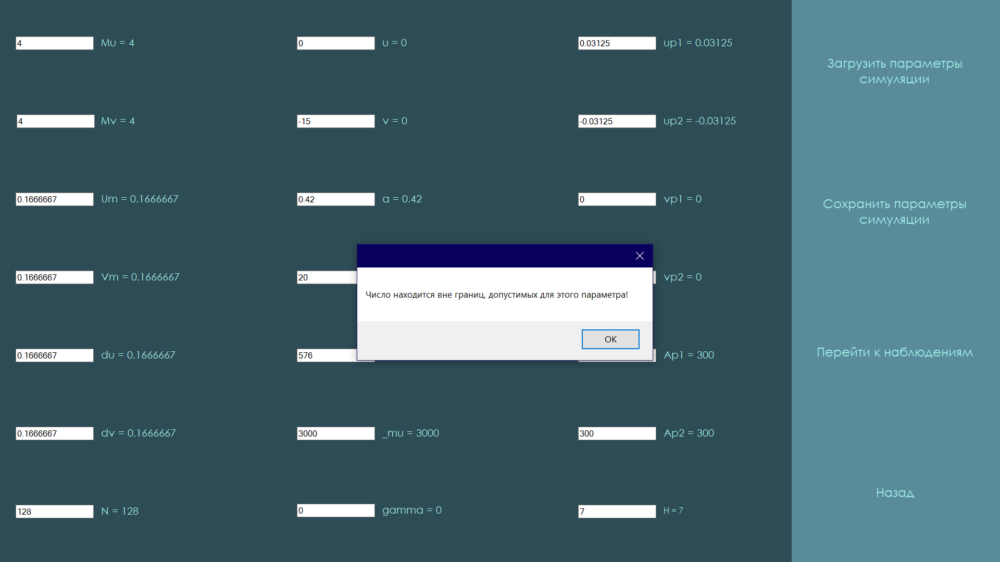 4 Mu = 4
0 u = 0
0.03125 up1 = 0.03125
4 Mv = 4
-15 v = 0
-0.03125 up2 = -0.03125
0.1666667 Um = 0.1666667
0.42 a = 0.42
0 vp1 = 0
0.1666667 Vm = 0.1666667
20
vp2 = 0
0.1666667 du = 0.1666667
576
Ap1 = 300
0.1666667 dv = 0.1666667
3000 _mu = 3000
300 Ap2 = 300
128 N = 128
0 gamma = 0
7 H = 7
Число находится вне границ, допустимых для этого параметра!
OK
Загрузить параметры
симуляции
Сохранить параметры
симуляции
Перейти к наблюдениям
Назад